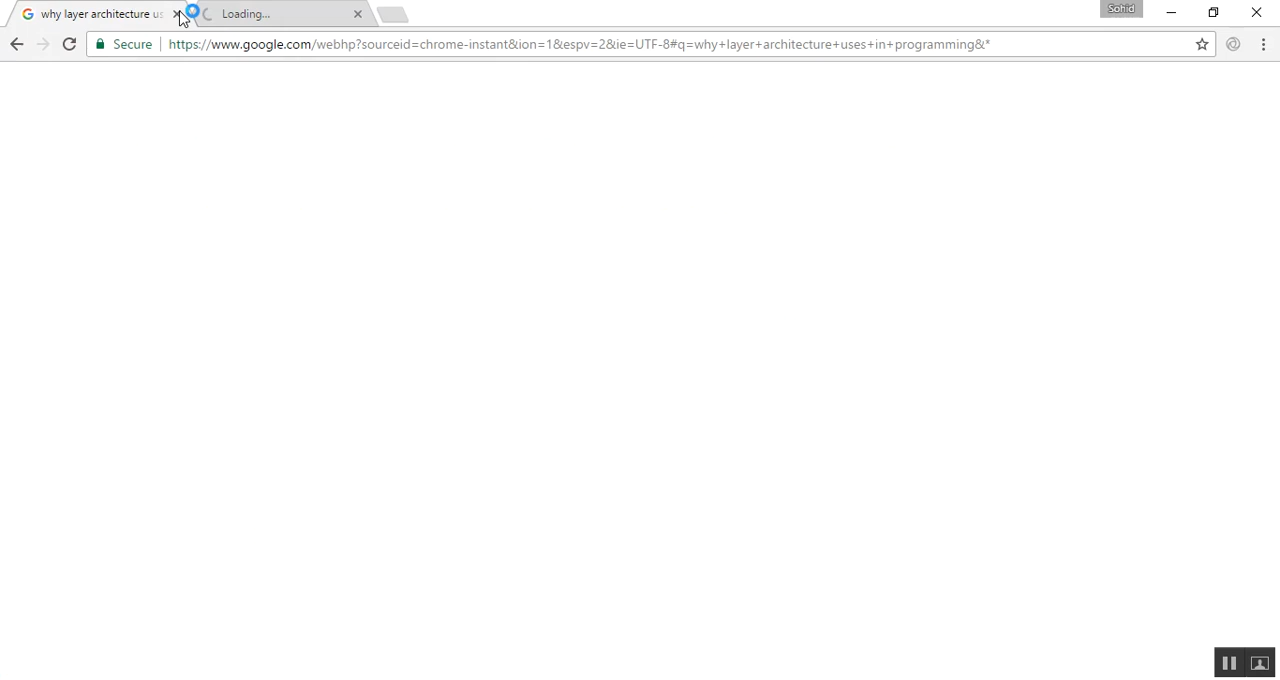 why layer architecture us
Loading...
Sohid
Secure
https://www.google.com/webhp?sourceid=chrome-instant&ion=1&espv=2&ie=UTF-8#q=why+layer+architecture+uses+in+programming&*